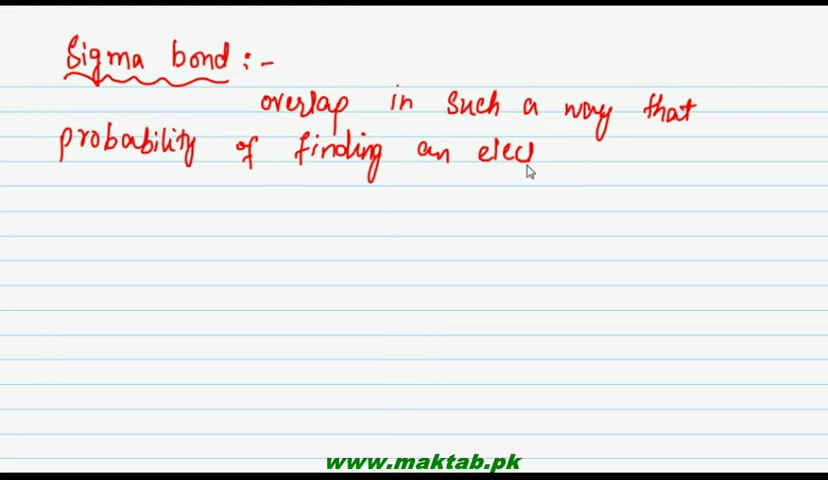 Sigma bond :-
overlap in such a way that
probability of finding an elec
www.maktab.pk